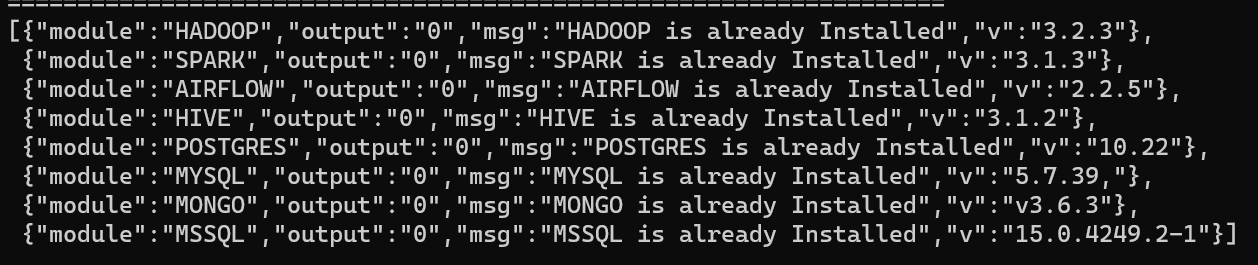 [{"module":"HADOOP","output":"0","msg":"HADOOP is already Installed","v":"3.2.3"},
{"module":"SPARK","output":"0","msg":"SPARK is already Installed","v":"3.1.3"},
{"module":"AIRFLOW","output":"0","msg":"AIRFLOW is already Installed","v":"2.2.5"},
{"module":"HIVE","output":"0","msg":"HIVE is already Installed","v":"3.1.2"},
{"module":"POSTGRES","output":"0","msg":"POSTGRES is already Installed","v":"10.22"},
{"module":"MYSQL","output":"0","msg":"MYSQL is already Installed","v":"5.7.39,"},
{"module":"MONGO","output":"0","msg":"MONGO is already Installed","v":"v3.6.3"},
{"module":"MSSQL","output":"0","msg":"MSSQL is already Installed","v":"15.0.4249.2-1"}]